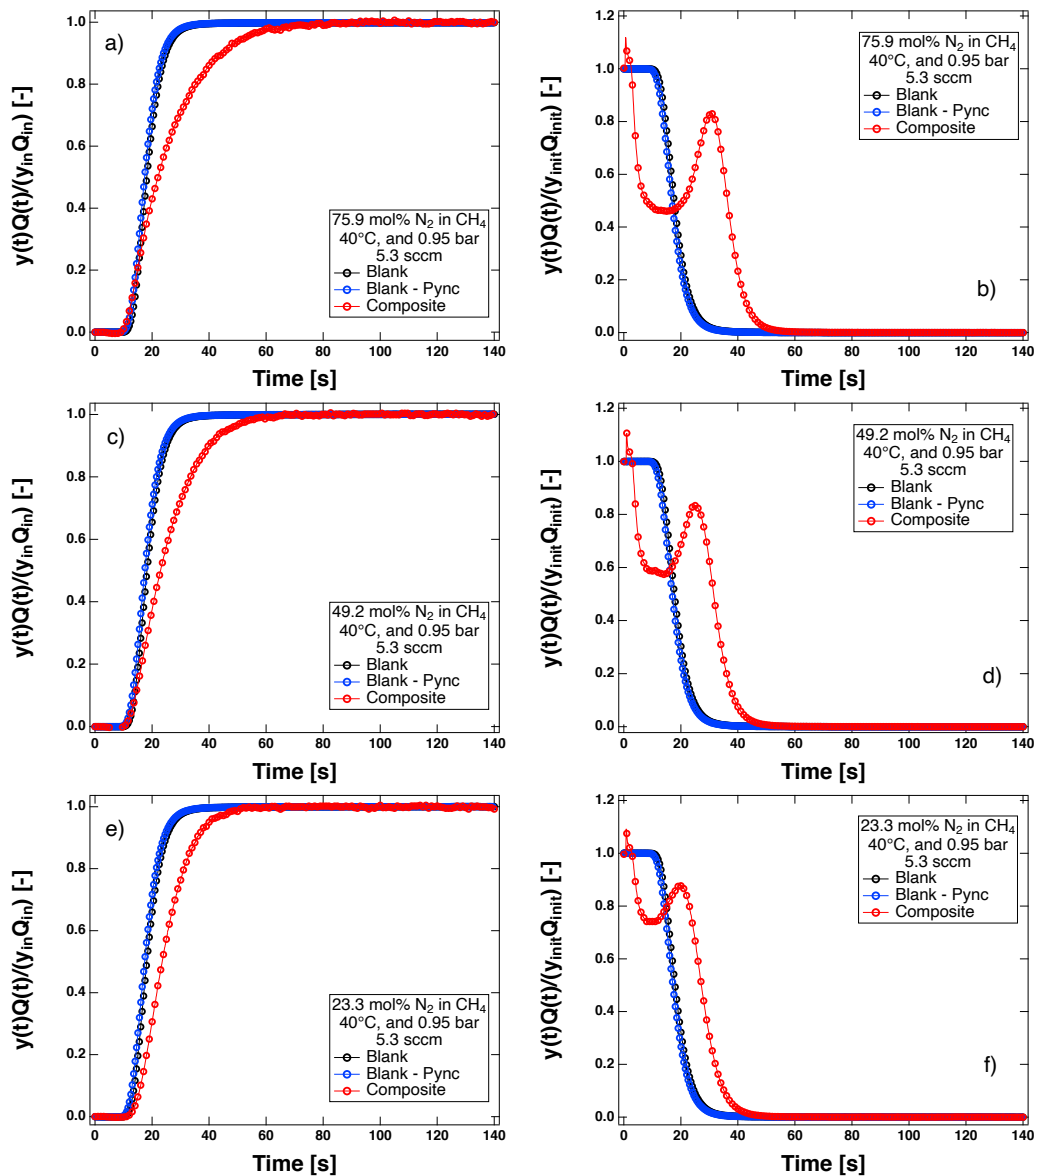 a)
y(t)Q(t)/(y_in Q_in) [-]
1.0
0.8
0.6
0.4
0.2
0.0
75.9 mol% N₂ in CH₄
40°C, and 0.95 bar
5.3 sccm
Blank
Blank - Pync
Composite
0 20 40 60 80 100 120 140
Time [s]
b)
y(t)Q(t)/(y_init Q_init) [-]
1.2
1.0
0.8
0.6
0.4
0.2
0.0
75.9 mol% N₂ in CH₄
40°C, and 0.95 bar
5.3 sccm
Blank
Blank - Pync
Composite
0 20 40 60 80 100 120 140
Time [s]
c)
y(t)Q(t)/(y_in Q_in) [-]
1.0
0.8
0.6
0.4
0.2
0.0
49.2 mol% N₂ in CH₄
40°C, and 0.95 bar
5.3 sccm
Blank
Blank - Pync
Composite
0 20 40 60 80 100 120 140
Time [s]
d)
y(t)Q(t)/(y_init Q_init) [-]
1.2
1.0
0.8
0.6
0.4
0.2
0.0
49.2 mol% N₂ in CH₄
40°C, and 0.95 bar
5.3 sccm
Blank
Blank - Pync
Composite
0 20 40 60 80 100 120 140
Time [s]
e)
y(t)Q(t)/(y_in Q_in) [-]
1.0
0.8
0.6
0.4
0.2
0.0
23.3 mol% N₂ in CH₄
40°C, and 0.95 bar
5.3 sccm
Blank
Blank - Pync
Composite
0 20 40 60 80 100 120 140
Time [s]
f)
y(t)Q(t)/(y_init Q_init) [-]
1.2
1.0
0.8
0.6
0.4
0.2
0.0
23.3 mol% N₂ in CH₄
40°C, and 0.95 bar
5.3 sccm
Blank
Blank - Pync
Composite
0 20 40 60 80 100 120 140
Time [s]